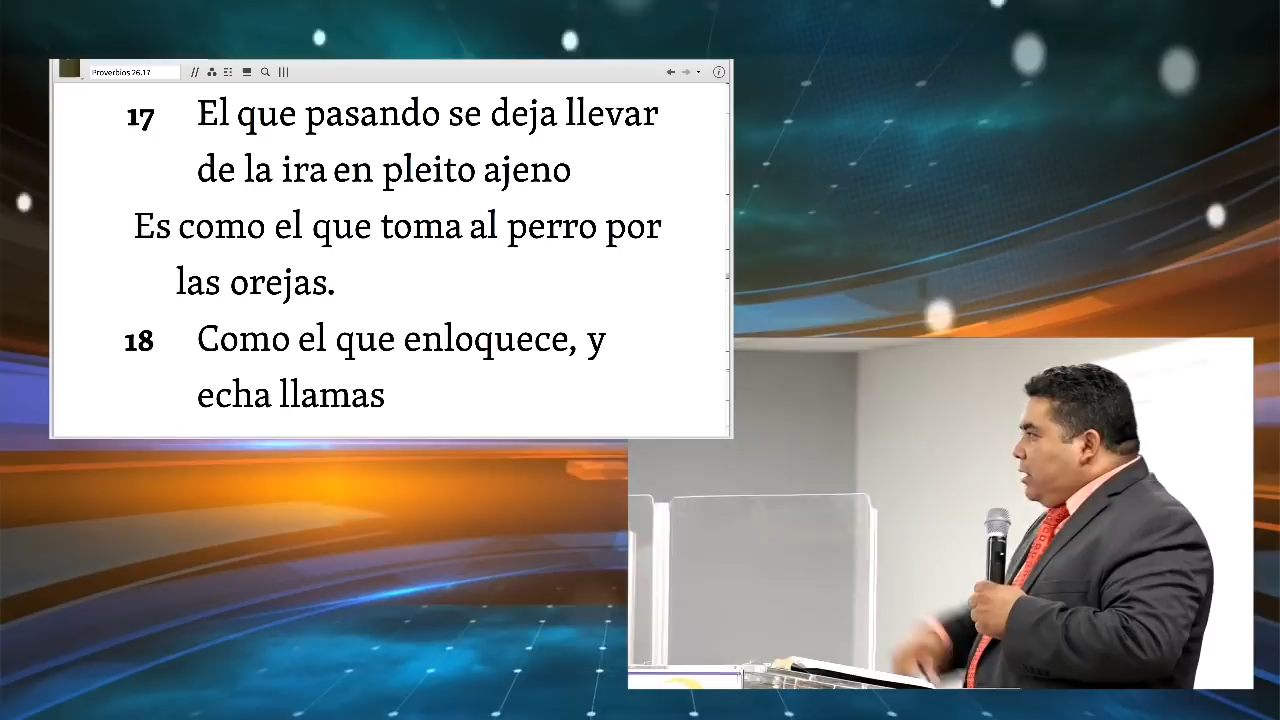 Proverbios 26.17
17 El que pasando se deja llevar
de la ira en pleito ajeno
Es como el que toma al perro por
las orejas.
18 Como el que enloquece, y
echa llamas